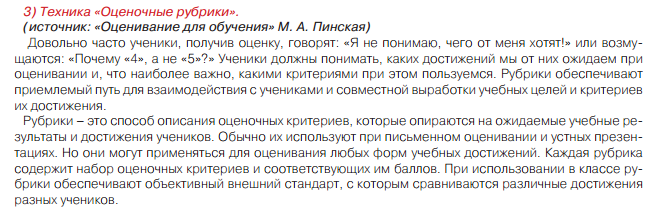 3) Техника «Оценочные рубрики».
(источник: «Оценивание для обучения» М. А. Пинская)
Довольно часто ученики, получив оценку, говорят: «Я не понимаю, чего от меня хотят!» или возму-
щаются: «Почему «4», а не «5»?» Ученики должны понимать, каких достижений мы от них ожидаем при
оценивании и, что наиболее важно, какими критериями при этом пользуемся. Рубрики обеспечивают
приемлемый путь для взаимодействия с учениками и совместной выработки учебных целей и критериев
их достижения.
Рубрики – это способ описания оценочных критериев, которые опираются на ожидаемые учебные ре-
зультаты и достижения учеников. Обычно их используют при письменном оценивании и устных презен-
тациях. Но они могут применяться для оценивания любых форм учебных достижений. Каждая рубрика
содержит набор оценочных критериев и соответствующих им баллов. При использовании в классе ру-
брики обеспечивают объективный внешний стандарт, с которым сравниваются различные достижения
разных учеников.